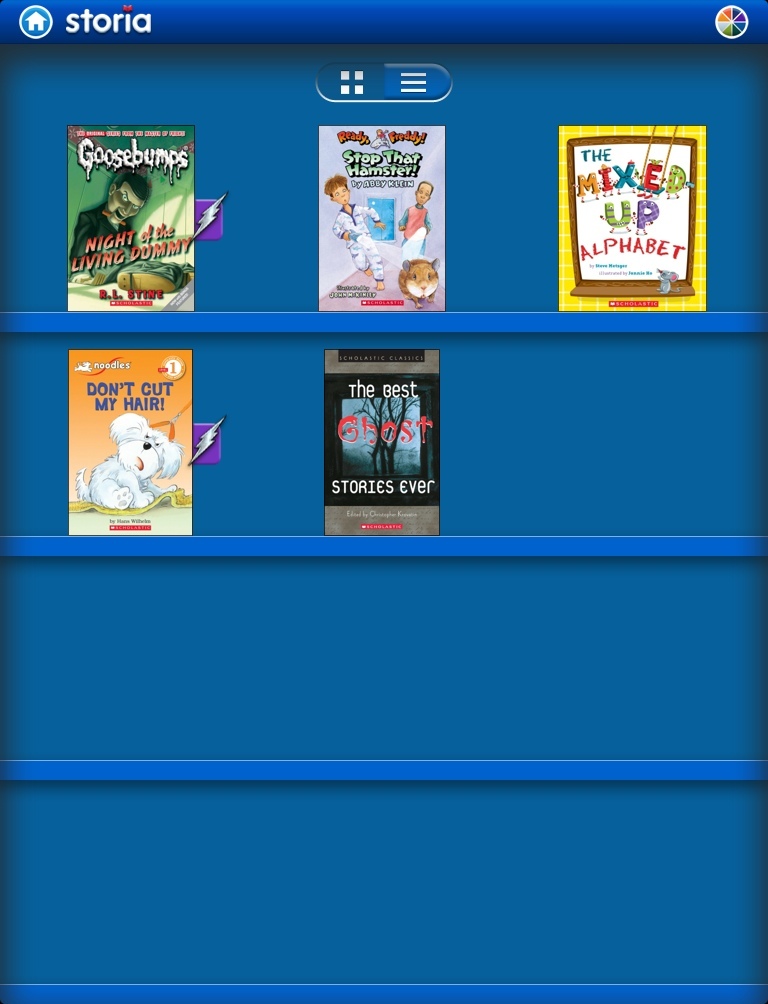 storia
THE BESTSELLING SERIES FROM THE MASTER OF FRIGHT
Goosebumps
NIGHT of the
LIVING DUMMY
R.L. STINE
SCHOLASTIC
Ready, Freddy!
Stop That
Hamster!
by ABBY KLEIN
illustrated by
JOHN McKINLEY
SCHOLASTIC
THE
MIXED
UP
ALPHABET
by Steve Metzger
illustrated by Jannie Ho
SCHOLASTIC
noodles
1
DON'T CUT
MY HAIR!
by Hans Wilhelm
SCHOLASTIC
SCHOLASTIC CLASSICS
The Best
Ghost
STORIES EVER
Edited by Christopher Krovatin
SCHOLASTIC